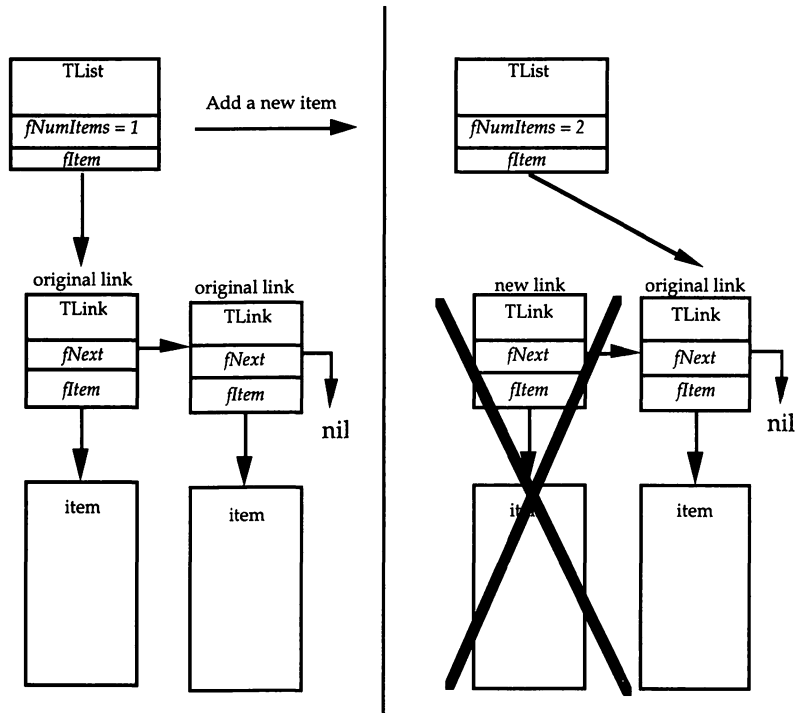 TList
fNumItems = 1
fItem
Add a new item
original link
TLink
fNext
fItem
item
original link
TLink
fNext
fItem
nil
item
TList
fNumItems = 2
fItem
new link
TLink
fNext
fItem
original link
TLink
fNext
fItem
nil
item